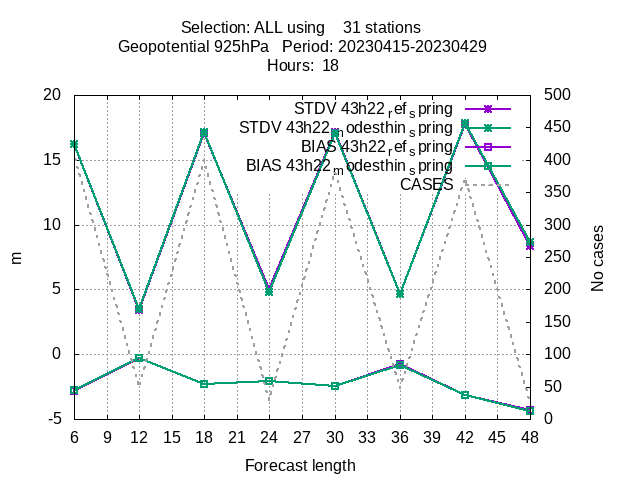 Selection: ALL using    31 stations
Geopotential 925hPa   Period: 20230415-20230429
Hours:  18
20 500
STDV 43h22_ref_spring
STDV 43h22_modesthin_spring
450
BIAS 43h22_ref_spring
15 400
BIAS 43h22_modesthin_spring
CASES
350
10 300
m
No cases
250
5 200
150
0 100
50
-5 0
6 9 12 15 18 21 24 27 30 33 36 39 42 45 48
Forecast length